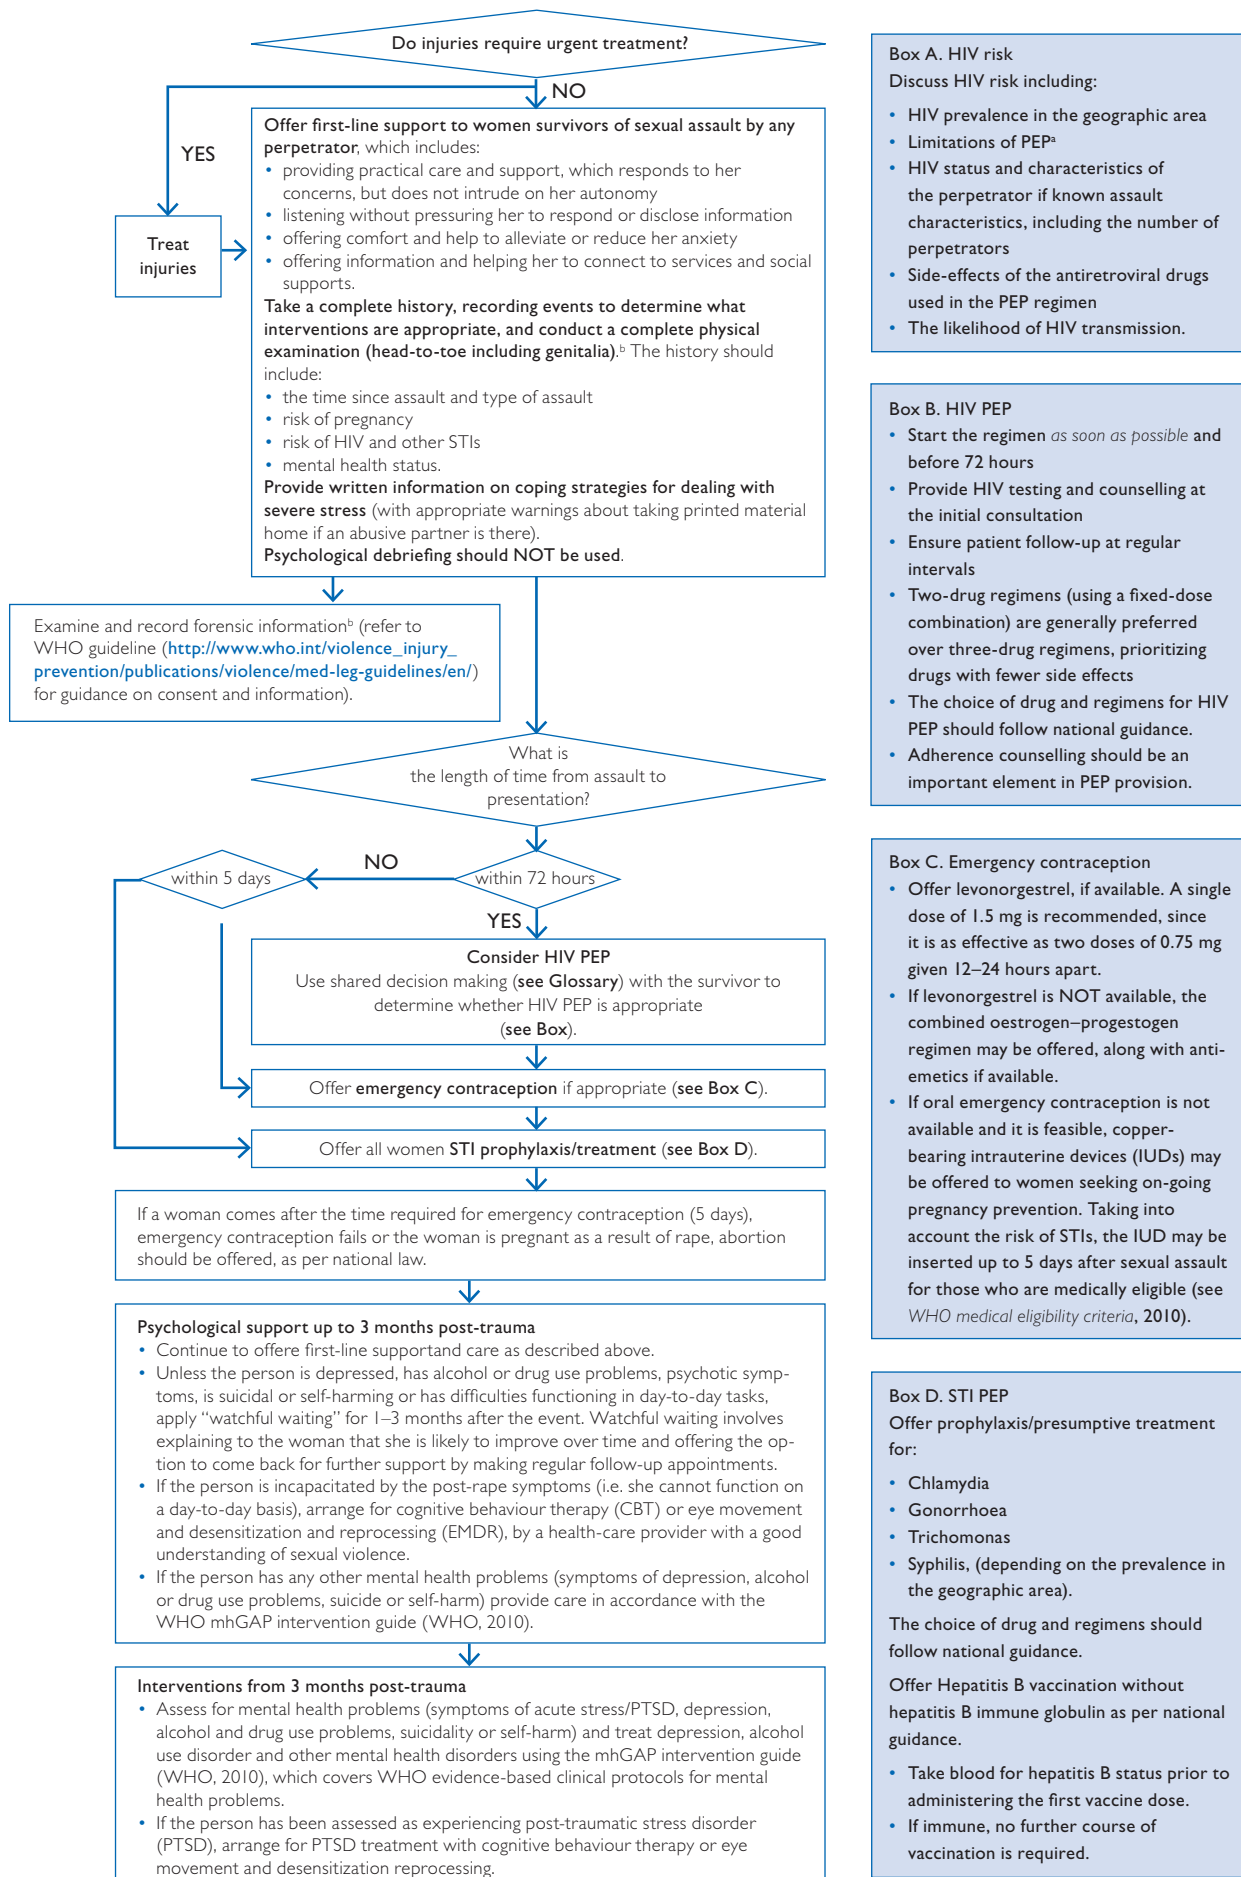 Do injuries require urgent treatment?
NO
YES
Treat
injuries
Offer first-line support to women survivors of sexual assault by any
perpetrator, which includes:
• providing practical care and support, which responds to her
concerns, but does not intrude on her autonomy
• listening without pressuring her to respond or disclose information
• offering comfort and help to alleviate or reduce her anxiety
• offering information and helping her to connect to services and social
supports.
Take a complete history, recording events to determine what
interventions are appropriate, and conduct a complete physical
examination (head-to-toe including genitalia).ᵇ The history should
include:
• the time since assault and type of assault
• risk of pregnancy
• risk of HIV and other STIs
• mental health status.
Provide written information on coping strategies for dealing with
severe stress (with appropriate warnings about taking printed material
home if an abusive partner is there).
Psychological debriefing should NOT be used.
Examine and record forensic informationᵇ (refer to
WHO guideline (http://www.who.int/violence_injury_
prevention/publications/violence/med-leg-guidelines/en/)
for guidance on consent and information).
What is
the length of time from assault to
presentation?
within 5 days
NO
within 72 hours
YES
Consider HIV PEP
Use shared decision making (see Glossary) with the survivor to
determine whether HIV PEP is appropriate
(see Box).
Offer emergency contraception if appropriate (see Box C).
Offer all women STI prophylaxis/treatment (see Box D).
If a woman comes after the time required for emergency contraception (5 days),
emergency contraception fails or the woman is pregnant as a result of rape, abortion
should be offered, as per national law.
Psychological support up to 3 months post-trauma
• Continue to offere first-line supportand care as described above.
• Unless the person is depressed, has alcohol or drug use problems, psychotic symp-
toms, is suicidal or self-harming or has difficulties functioning in day-to-day tasks,
apply “watchful waiting” for 1–3 months after the event. Watchful waiting involves
explaining to the woman that she is likely to improve over time and offering the op-
tion to come back for further support by making regular follow-up appointments.
• If the person is incapacitated by the post-rape symptoms (i.e. she cannot function on
a day-to-day basis), arrange for cognitive behaviour therapy (CBT) or eye movement
and desensitization and reprocessing (EMDR), by a health-care provider with a good
understanding of sexual violence.
• If the person has any other mental health problems (symptoms of depression, alcohol
or drug use problems, suicide or self-harm) provide care in accordance with the
WHO mhGAP intervention guide (WHO, 2010).
Interventions from 3 months post-trauma
• Assess for mental health problems (symptoms of acute stress/PTSD, depression,
alcohol and drug use problems, suicidality or self-harm) and treat depression, alcohol
use disorder and other mental health disorders using the mhGAP intervention guide
(WHO, 2010), which covers WHO evidence-based clinical protocols for mental
health problems.
• If the person has been assessed as experiencing post-traumatic stress disorder
(PTSD), arrange for PTSD treatment with cognitive behaviour therapy or eye
movement and desensitization reprocessing.
Box A. HIV risk
Discuss HIV risk including:
• HIV prevalence in the geographic area
• Limitations of PEPᵃ
• HIV status and characteristics of
the perpetrator if known assault
characteristics, including the number of
perpetrators
• Side-effects of the antiretroviral drugs
used in the PEP regimen
• The likelihood of HIV transmission.
Box B. HIV PEP
• Start the regimen as soon as possible and
before 72 hours
• Provide HIV testing and counselling at
the initial consultation
• Ensure patient follow-up at regular
intervals
• Two-drug regimens (using a fixed-dose
combination) are generally preferred
over three-drug regimens, prioritizing
drugs with fewer side effects
• The choice of drug and regimens for HIV
PEP should follow national guidance.
• Adherence counselling should be an
important element in PEP provision.
Box C. Emergency contraception
• Offer levonorgestrel, if available. A single
dose of 1.5 mg is recommended, since
it is as effective as two doses of 0.75 mg
given 12–24 hours apart.
• If levonorgestrel is NOT available, the
combined oestrogen–progestogen
regimen may be offered, along with anti-
emetics if available.
• If oral emergency contraception is not
available and it is feasible, copper-
bearing intrauterine devices (IUDs) may
be offered to women seeking on-going
pregnancy prevention. Taking into
account the risk of STIs, the IUD may be
inserted up to 5 days after sexual assault
for those who are medically eligible (see
WHO medical eligibility criteria, 2010).
Box D. STI PEP
Offer prophylaxis/presumptive treatment
for:
• Chlamydia
• Gonorrhoea
• Trichomonas
• Syphilis, (depending on the prevalence in
the geographic area).
The choice of drug and regimens should
follow national guidance.
Offer Hepatitis B vaccination without
hepatitis B immune globulin as per national
guidance.
• Take blood for hepatitis B status prior to
administering the first vaccine dose.
• If immune, no further course of
vaccination is required.